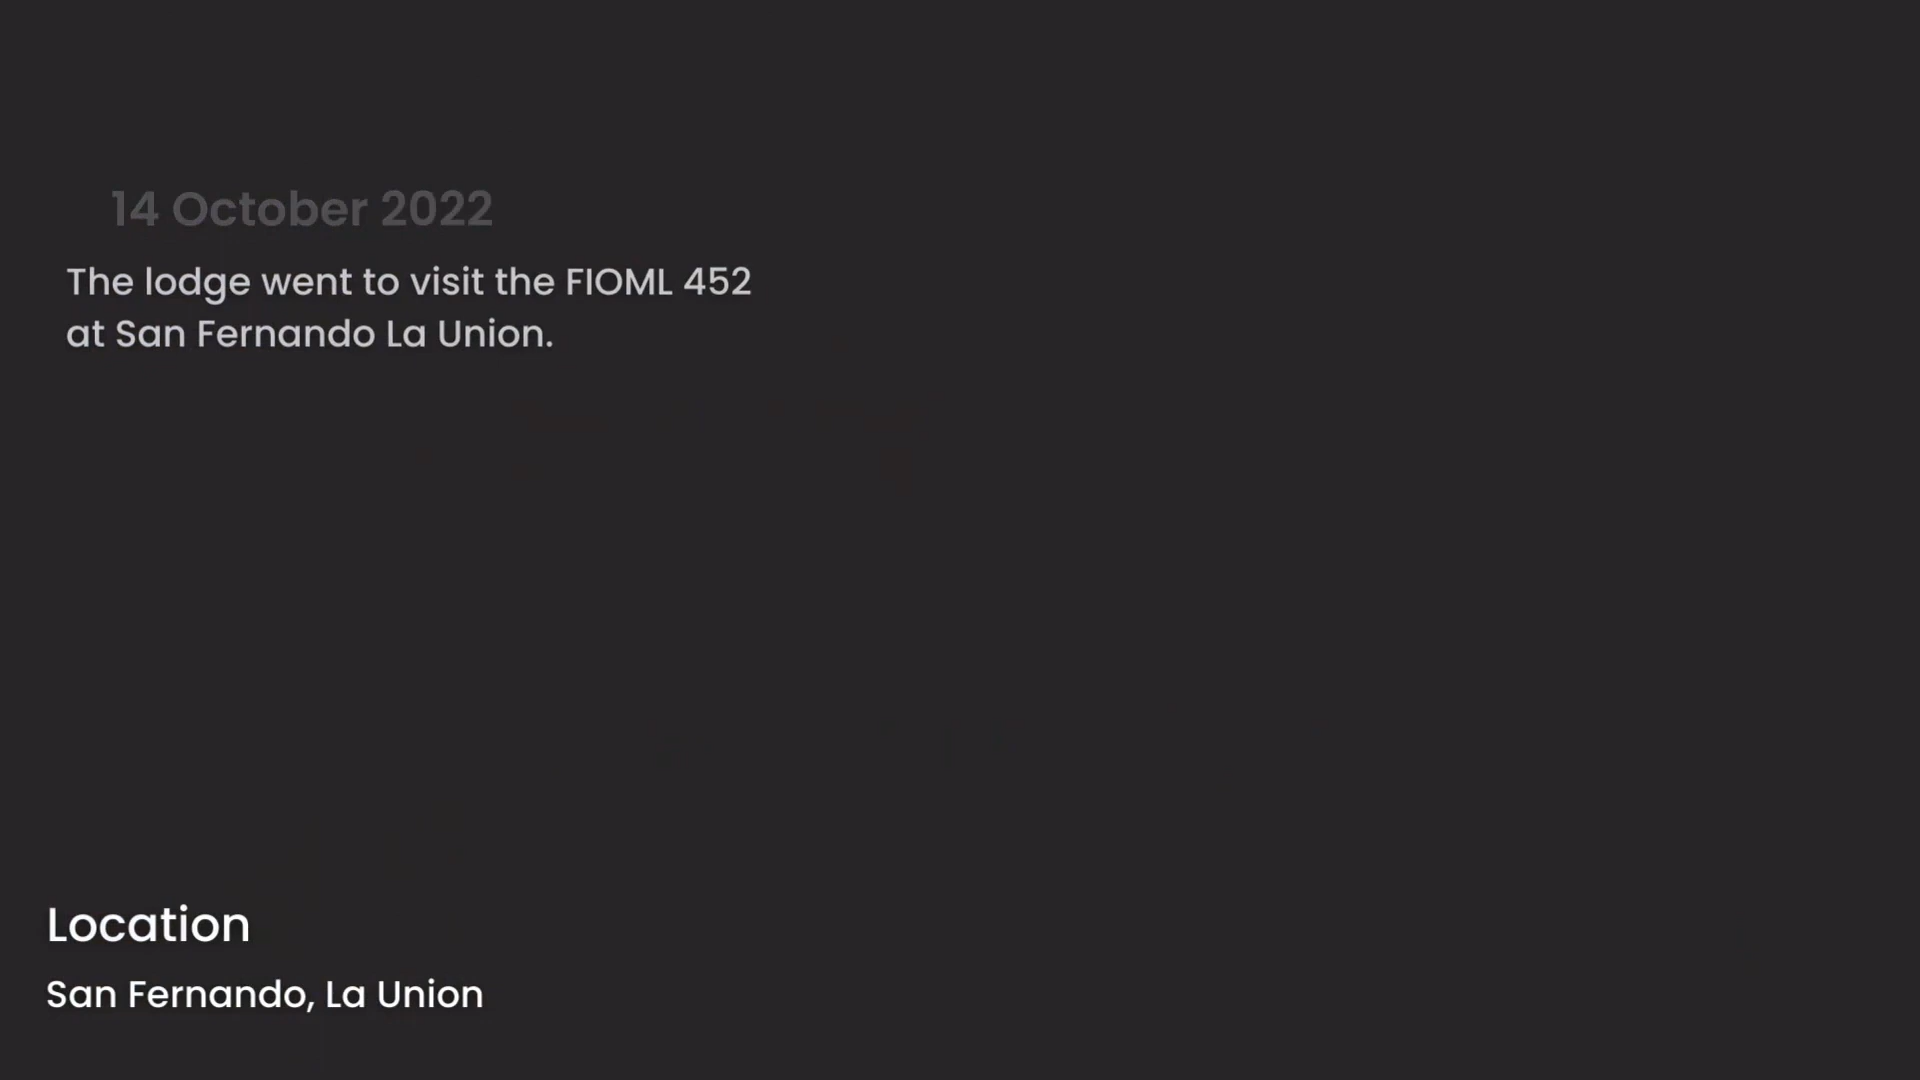 14 October 2022
The lodge went to visit the FIOML 452
at San Fernando La Union.
Location
San Fernando, La Union